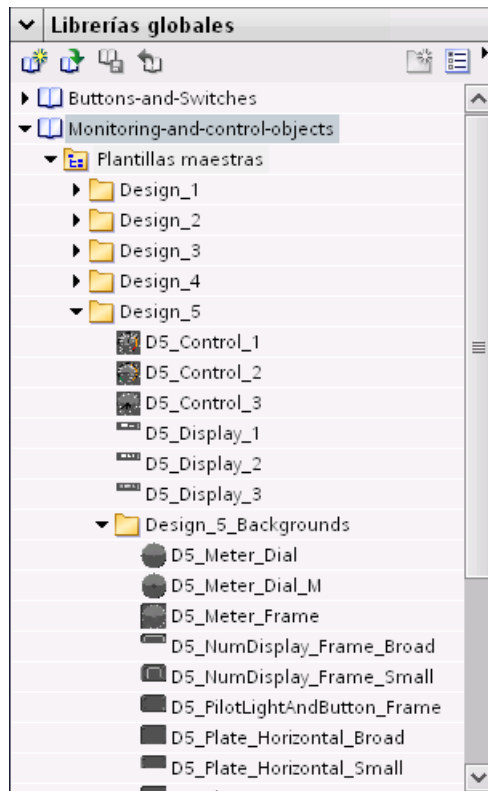 Librerías globales
Buttons-and-Switches
Monitoring-and-control-objects
Plantillas maestras
Design_1
Design_2
Design_3
Design_4
Design_5
D5_Control_1
D5_Control_2
D5_Control_3
D5_Display_1
D5_Display_2
D5_Display_3
Design_5_Backgrounds
D5_Meter_Dial
D5_Meter_Dial_M
D5_Meter_Frame
D5_NumDisplay_Frame_Broad
D5_NumDisplay_Frame_Small
D5_PilotLightAndButton_Frame
D5_Plate_Horizontal_Broad
D5_Plate_Horizontal_Small